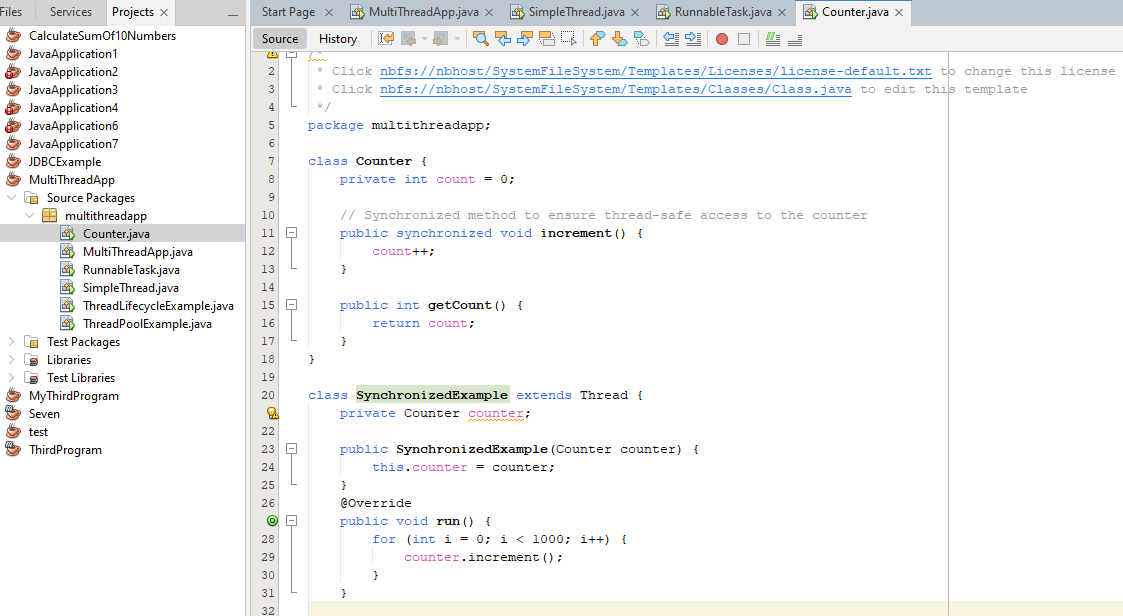 Files Services Projects
Start Page MultiThreadApp.java SimpleThread.java RunnableTask.java Counter.java
Source History
CalculateSumOf10Numbers
JavaApplication1
JavaApplication2
JavaApplication3
JavaApplication4
JavaApplication6
JavaApplication7
JDBCExample
MultiThreadApp
Source Packages
multithreadapp
Counter.java
MultiThreadApp.java
RunnableTask.java
SimpleThread.java
ThreadLifecycleExample.java
ThreadPoolExample.java
Test Packages
Libraries
Test Libraries
MyThirdProgram
Seven
test
ThirdProgram
/*
2 * Click nbfs://nbhost/SystemFileSystem/Templates/Licenses/license-default.txt to change this license
3 * Click nbfs://nbhost/SystemFileSystem/Templates/Classes/Class.java to edit this template
4 */
5 package multithreadapp;
6
7 class Counter {
8 private int count = 0;
9
10 // Synchronized method to ensure thread-safe access to the counter
11 public synchronized void increment() {
12 count++;
13 }
14
15 public int getCount() {
16 return count;
17 }
18 }
19
20 class SynchronizedExample extends Thread {
private Counter counter;
22
23 public SynchronizedExample(Counter counter) {
24 this.counter = counter;
25 }
26 @Override
public void run() {
28 for (int i = 0; i < 1000; i++) {
29 counter.increment();
30 }
31 }
32